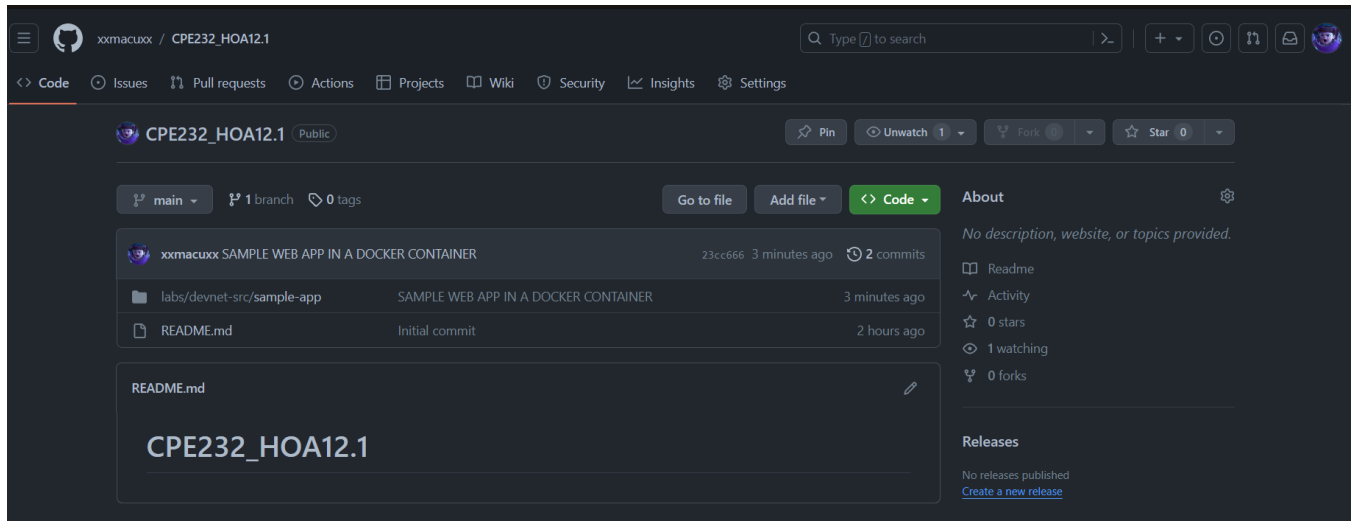 xxmacuxx / CPE232_HOA12.1
Type / to search
>_
Code Issues Pull requests Actions Projects Wiki Security Insights Settings
CPE232_HOA12.1 Public
Pin Unwatch 1 Fork 0 Star 0
main 1 branch 0 tags
Go to file Add file <> Code
xxmacuxx SAMPLE WEB APP IN A DOCKER CONTAINER 23cc666 3 minutes ago 2 commits
labs/devnet-src/sample-app SAMPLE WEB APP IN A DOCKER CONTAINER 3 minutes ago
README.md Initial commit 2 hours ago
README.md
CPE232_HOA12.1
About
No description, website, or topics provided.
Readme
Activity
0 stars
1 watching
0 forks
Releases
No releases published
Create a new release